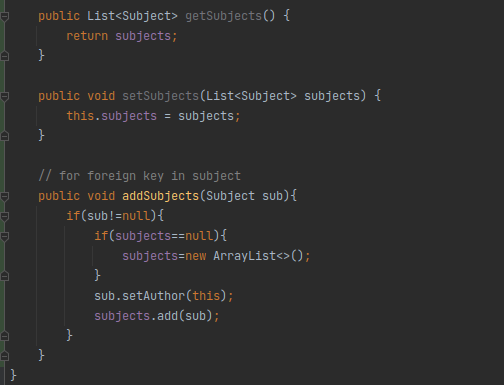 public List<Subject> getSubjects() {
    return subjects;
}

public void setSubjects(List<Subject> subjects) {
    this.subjects = subjects;
}

// for foreign key in subject
public void addSubjects(Subject sub){
    if(sub!=null){
        if(subjects==null){
            subjects=new ArrayList<>();
        }
        sub.setAuthor(this);
        subjects.add(sub);
    }
}
}